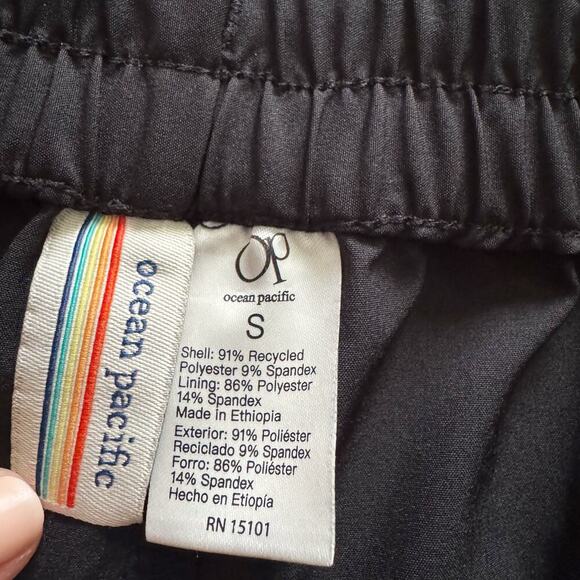 ocean pacific
Op
ocean pacific
S
Shell: 91% Recycled
Polyester 9% Spandex
Lining: 86% Polyester
14% Spandex
Made in Ethiopia
Exterior: 91% Poliéster
Reciclado 9% Spandex
Forro: 86% Poliéster
14% Spandex
Hecho en Etiopía
RN 15101